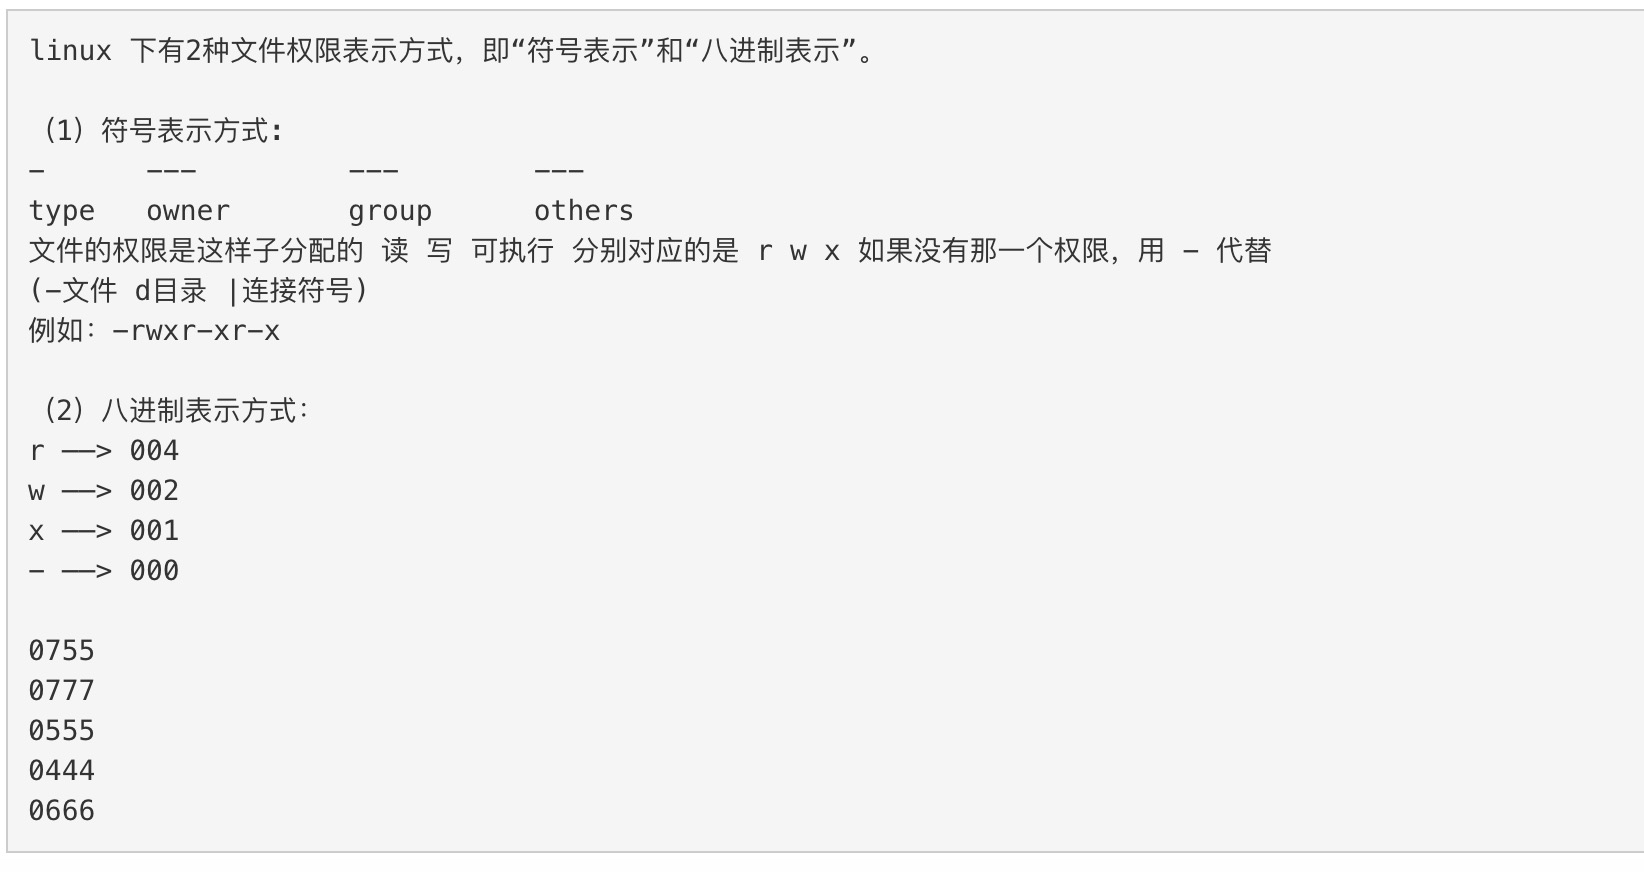 linux 下有2种文件权限表示方式，即“符号表示”和“八进制表示”。
（1）符号表示方式:
-      ---         ---        ---
type   owner       group      others
文件的权限是这样子分配的 读 写 可执行 分别对应的是 r w x 如果没有那一个权限，用 - 代替
(-文件 d目录 |连接符号)
例如：-rwxr-xr-x
（2）八进制表示方式：
r ——> 004
w ——> 002
x ——> 001
- ——> 000
0755
0777
0555
0444
0666